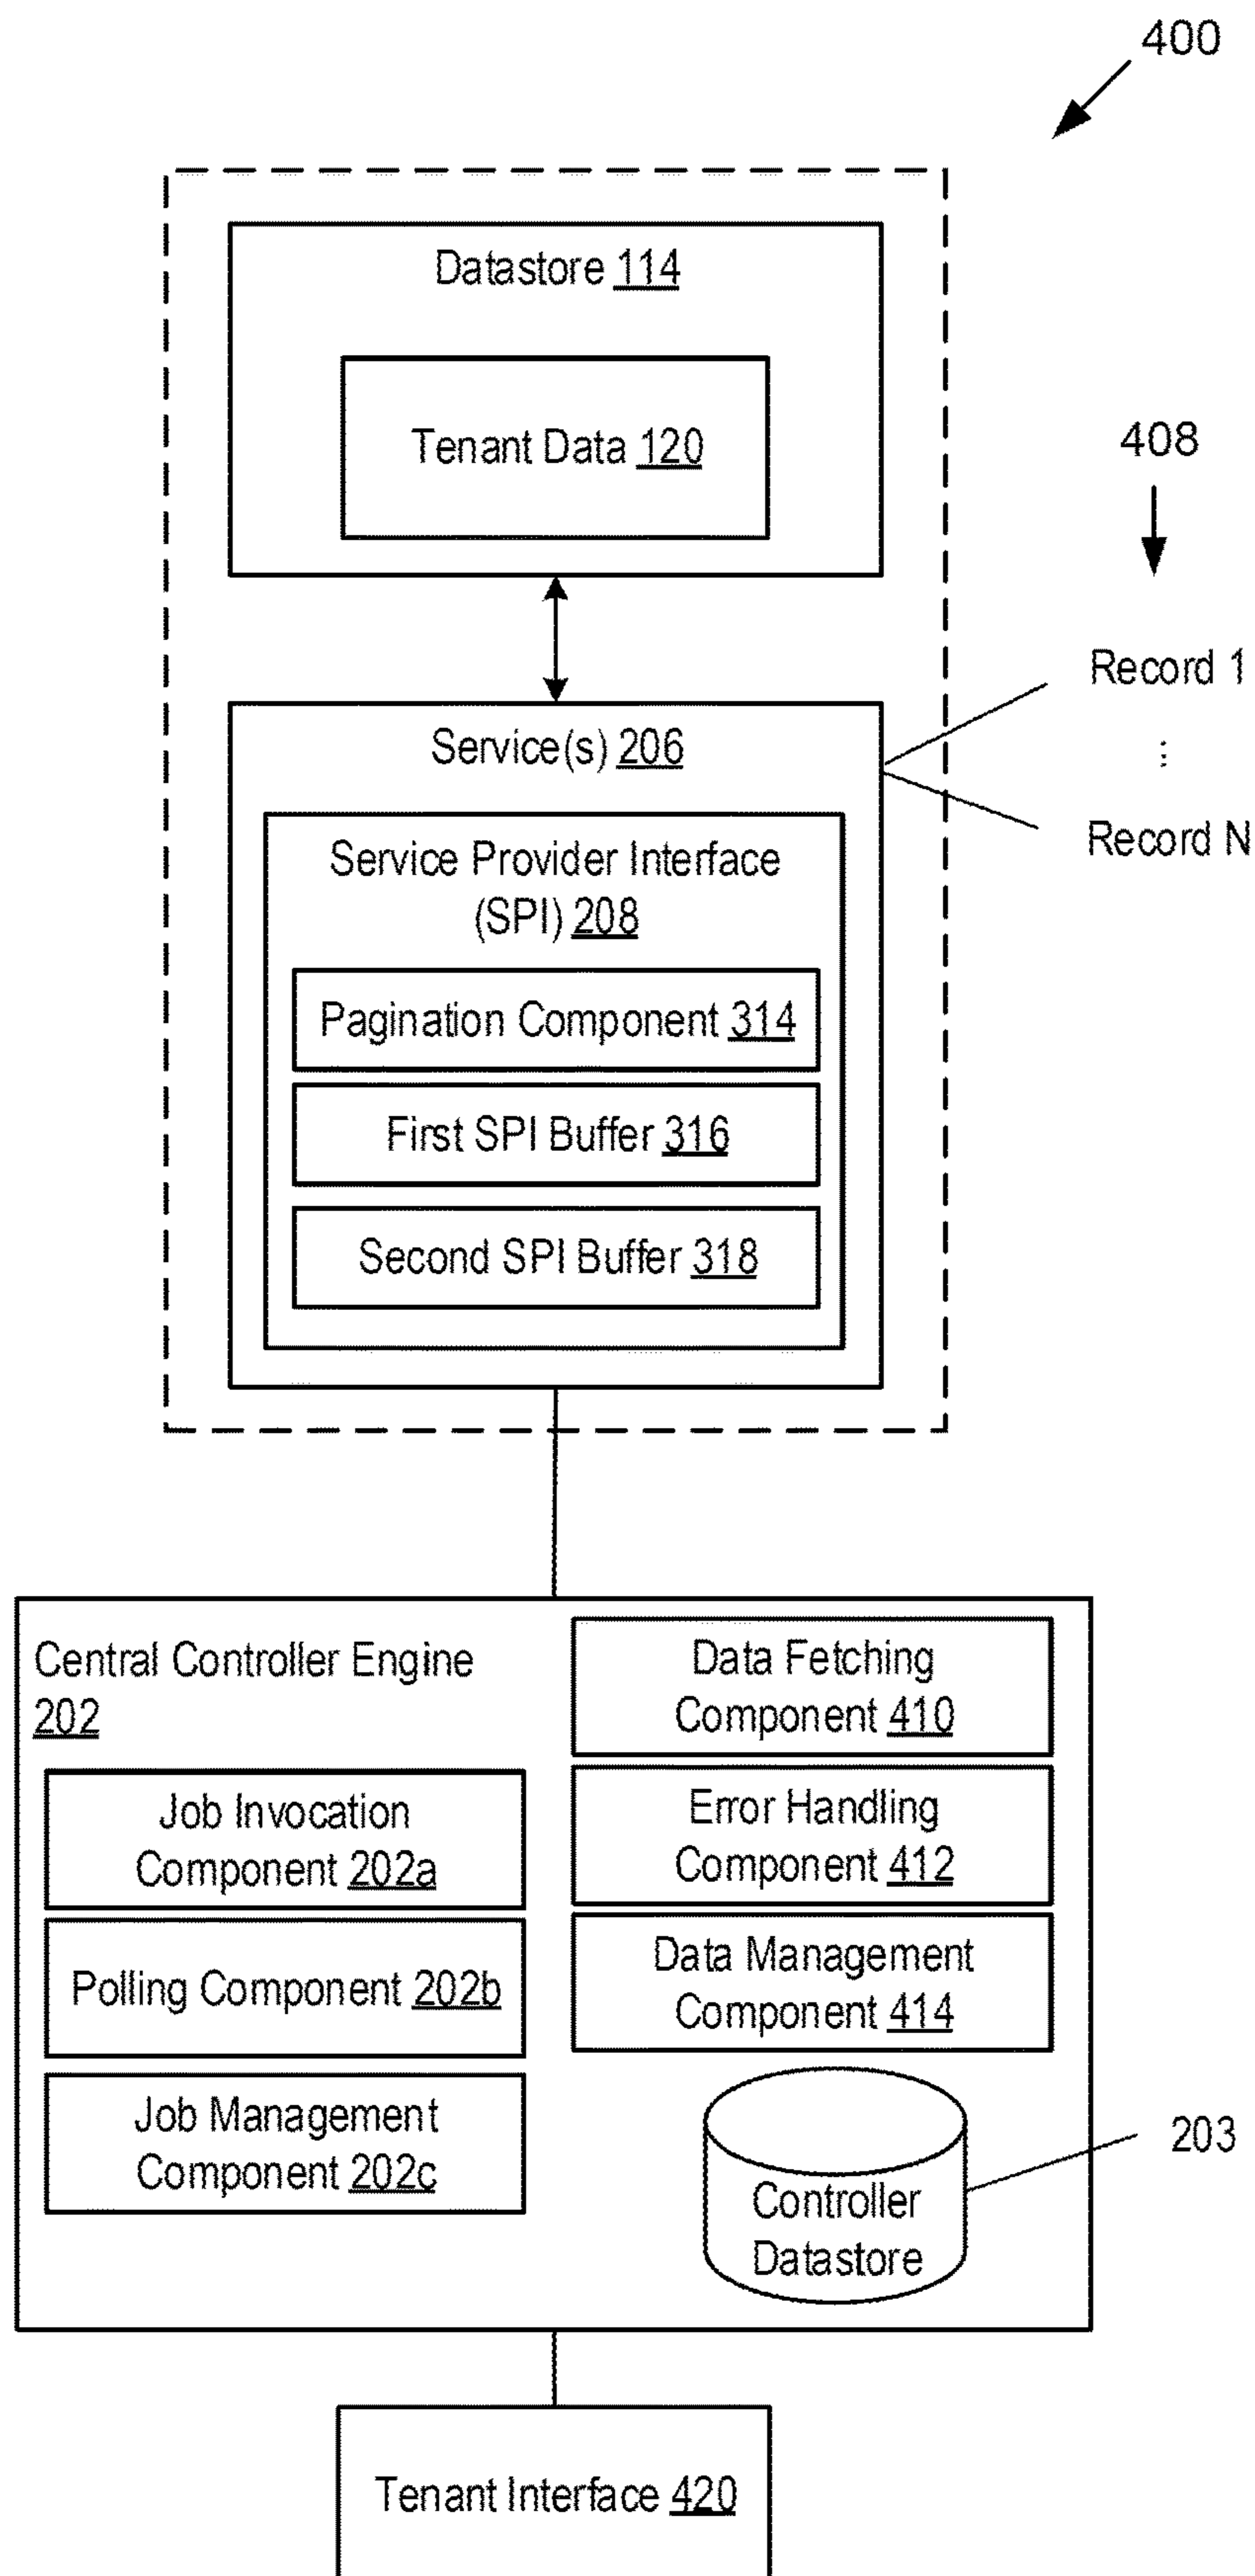 400
Datastore 114
Tenant Data 120
408
Record 1
...
Record N
Service(s) 206
Service Provider Interface
(SPI) 208
Pagination Component 314
First SPI Buffer 316
Second SPI Buffer 318
Central Controller Engine
202
Job Invocation
Component 202a
Polling Component 202b
Job Management
Component 202c
Data Fetching
Component 410
Error Handling
Component 412
Data Management
Component 414
Controller
Datastore
203
Tenant Interface 420